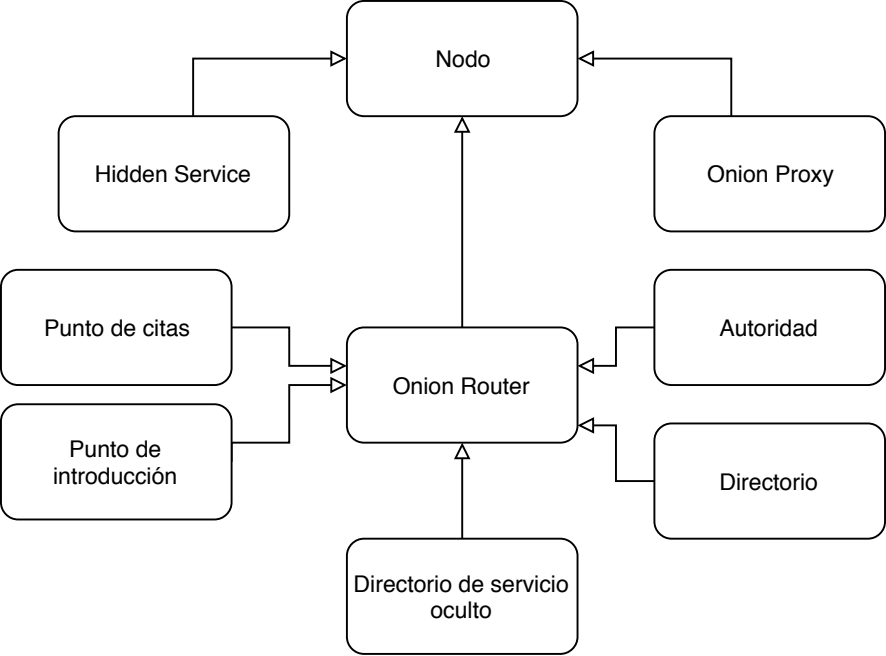 Nodo
Hidden Service
Onion Proxy
Punto de citas
Autoridad
Onion Router
Punto de
introducción
Directorio
Directorio de servicio
oculto